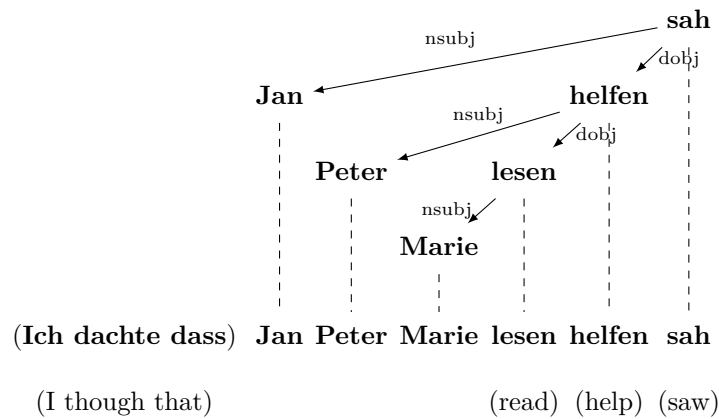 sah
nsubj
dobj
Jan helfen
nsubj
dobj
Peter lesen
nsubj
Marie
(Ich dachte dass) Jan Peter Marie lesen helfen sah
(I though that) (read) (help) (saw)